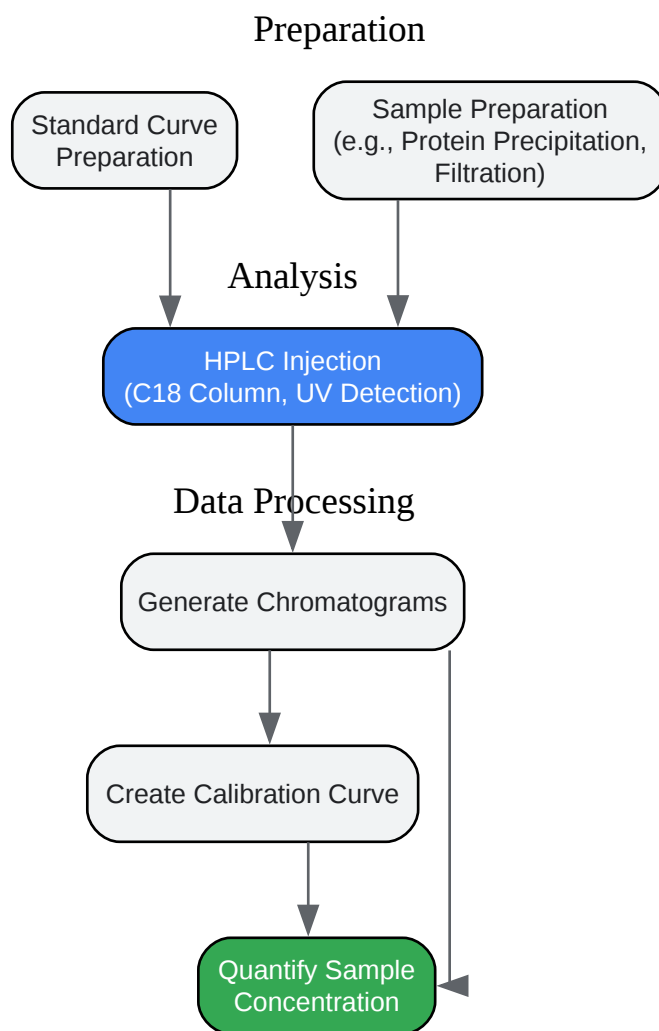 Preparation
Standard Curve
Preparation
Sample Preparation
(e.g., Protein Precipitation,
Filtration)
Analysis
HPLC Injection
(C18 Column, UV Detection)
Data Processing
Generate Chromatograms
Create Calibration Curve
Quantify Sample
Concentration